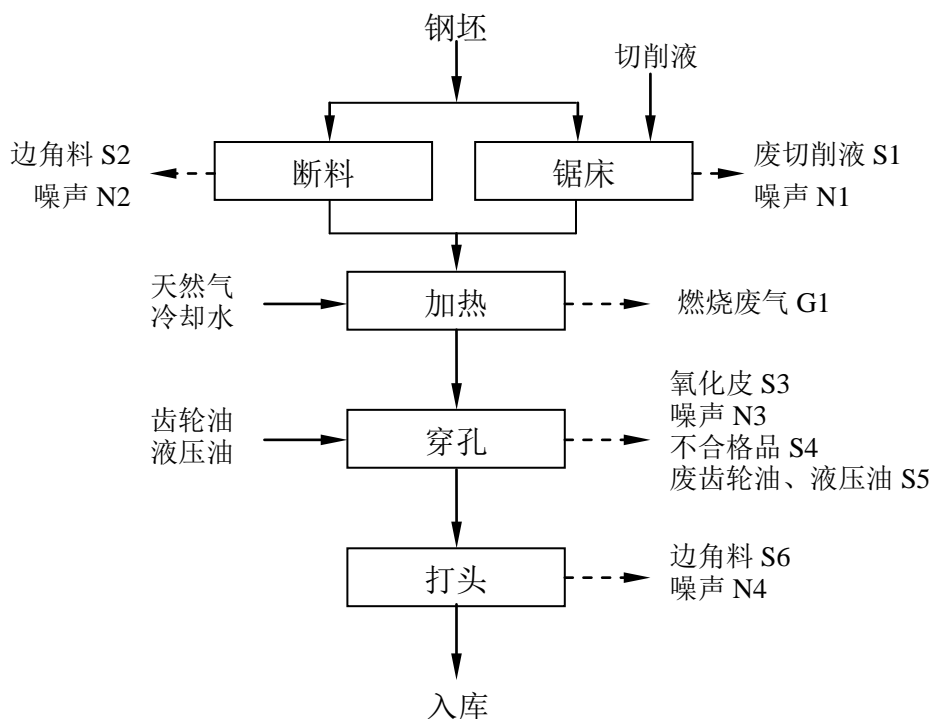 钢坯
切削液
边角料 S2
噪声 N2
断料
锯床
废切削液 S1
噪声 N1
天然气
冷却水
加热
燃烧废气 G1
齿轮油
液压油
穿孔
氧化皮 S3
噪声 N3
不合格品 S4
废齿轮油、液压油 S5
打头
边角料 S6
噪声 N4
入库